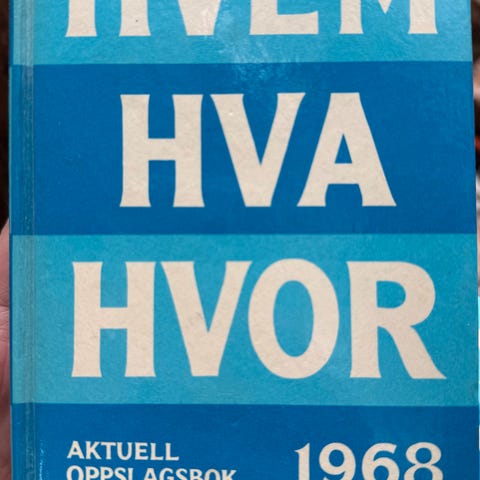 HVEM
HVA
HVOR
AKTUELL
OPPSLAGSBOK
1968